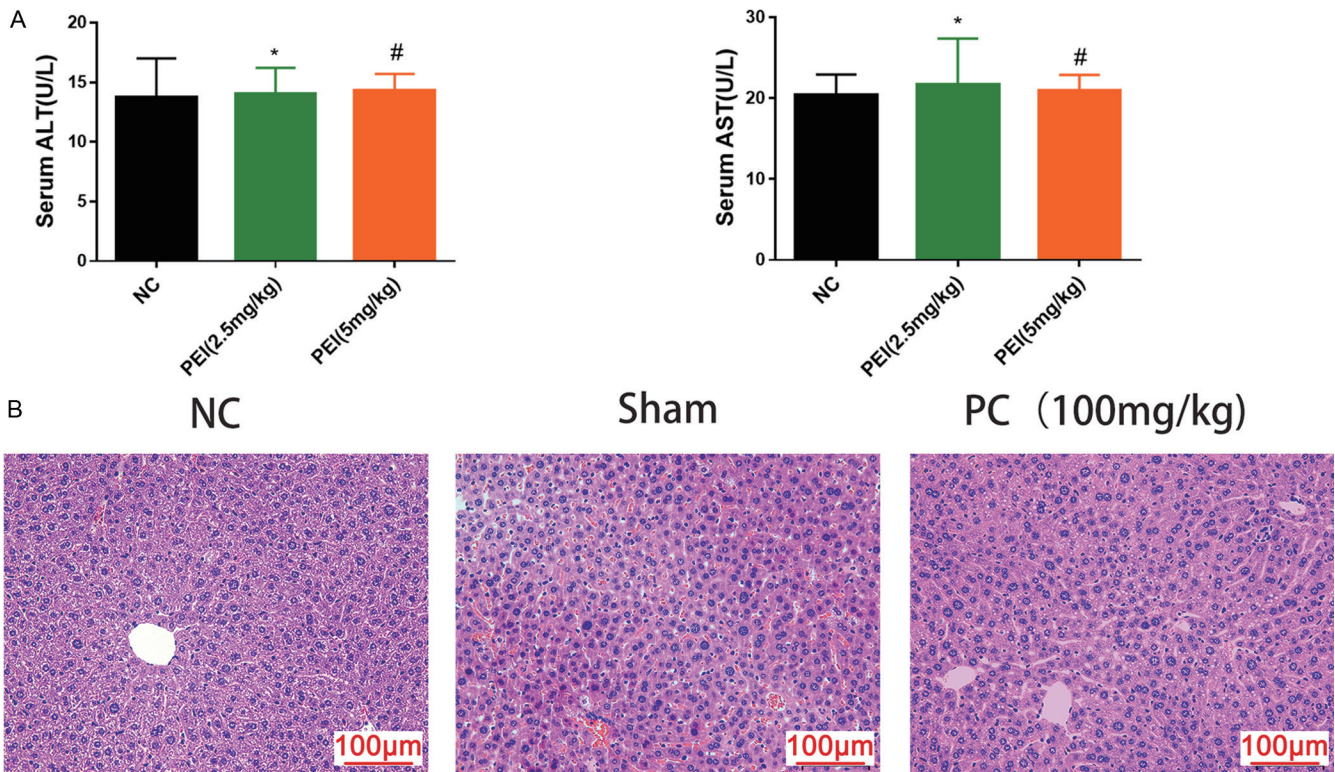 A
Serum ALT(U/L)
20
15
10
5
0
*
#
NC
PEI(2.5mg/kg)
PEI(5mg/kg)
Serum AST(U/L)
30
20
10
0
*
#
NC
PEI(2.5mg/kg)
PEI(5mg/kg)
B
NC
Sham
PC（100mg/kg)
100μm
100μm
100μm